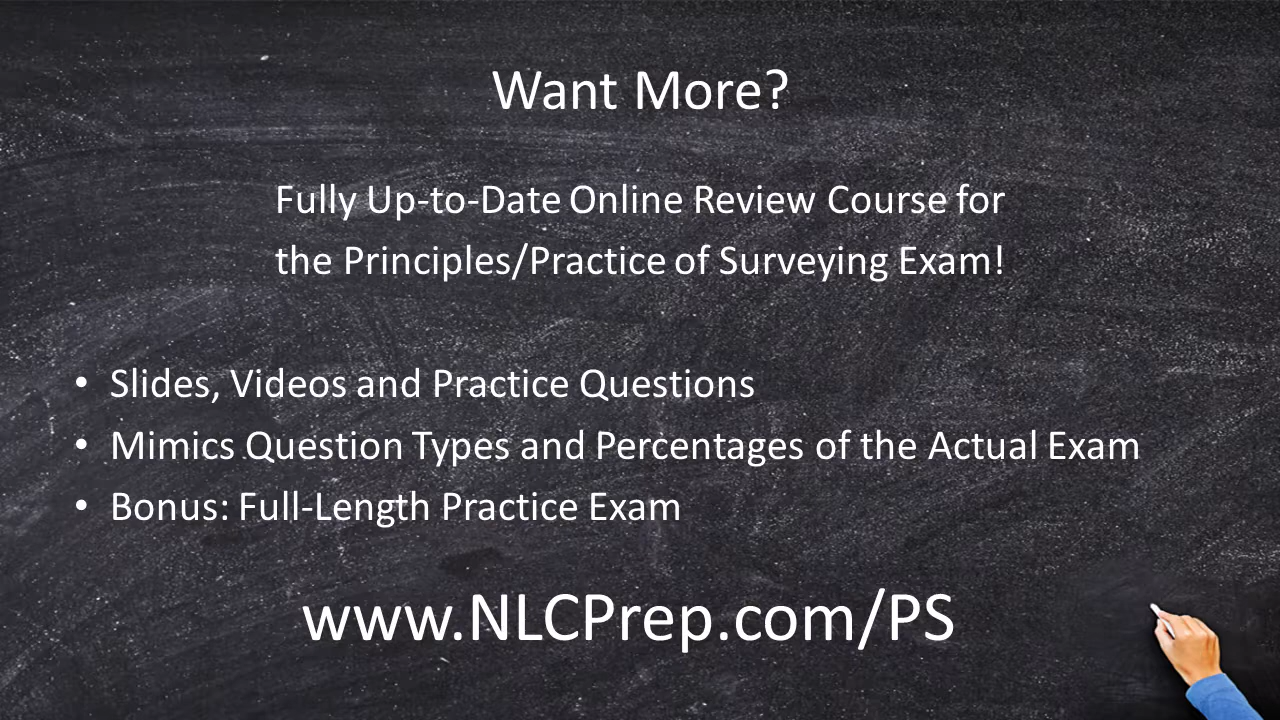 Want More?
Fully Up-to-Date Online Review Course for
the Principles/Practice of Surveying Exam!
• Slides, Videos and Practice Questions
• Mimics Question Types and Percentages of the Actual Exam
• Bonus: Full-Length Practice Exam
www.NLCPrep.com/PS